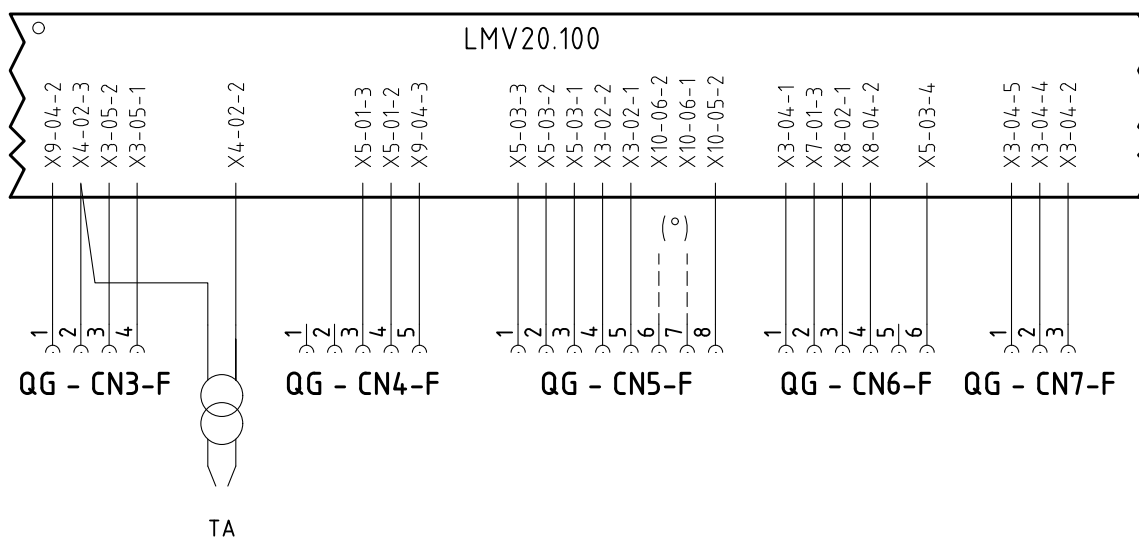 LMV20.100
X9-04-2
X4-02-3
X3-05-2
X3-05-1
X4-02-2
X5-01-3
X5-01-2
X9-04-3
X5-03-3
X5-03-2
X5-03-1
X3-02-2
X3-02-1
X10-06-2
X10-06-1
X10-05-2
X3-04-1
X7-01-3
X8-02-1
X8-04-2
X5-03-4
X3-04-5
X3-04-4
X3-04-2
(°)
1 2 3 4
1 2 3 4 5
1 2 3 4 5 6 7 8
1 2 3 4 5 6
1 2 3
QG - CN3-F
QG - CN4-F
QG - CN5-F
QG - CN6-F
QG - CN7-F
TA